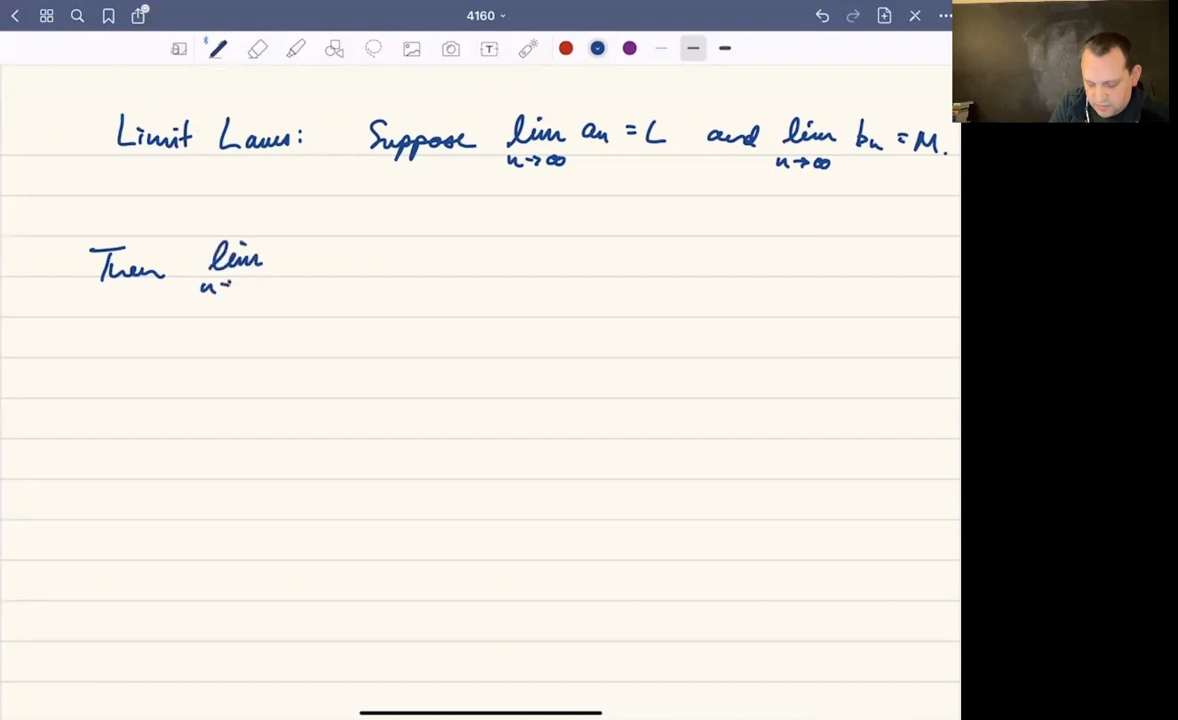 4160
Limit Laws: Suppose lim n→∞ an = L and lim n→∞ bn = M.
Then lim n-